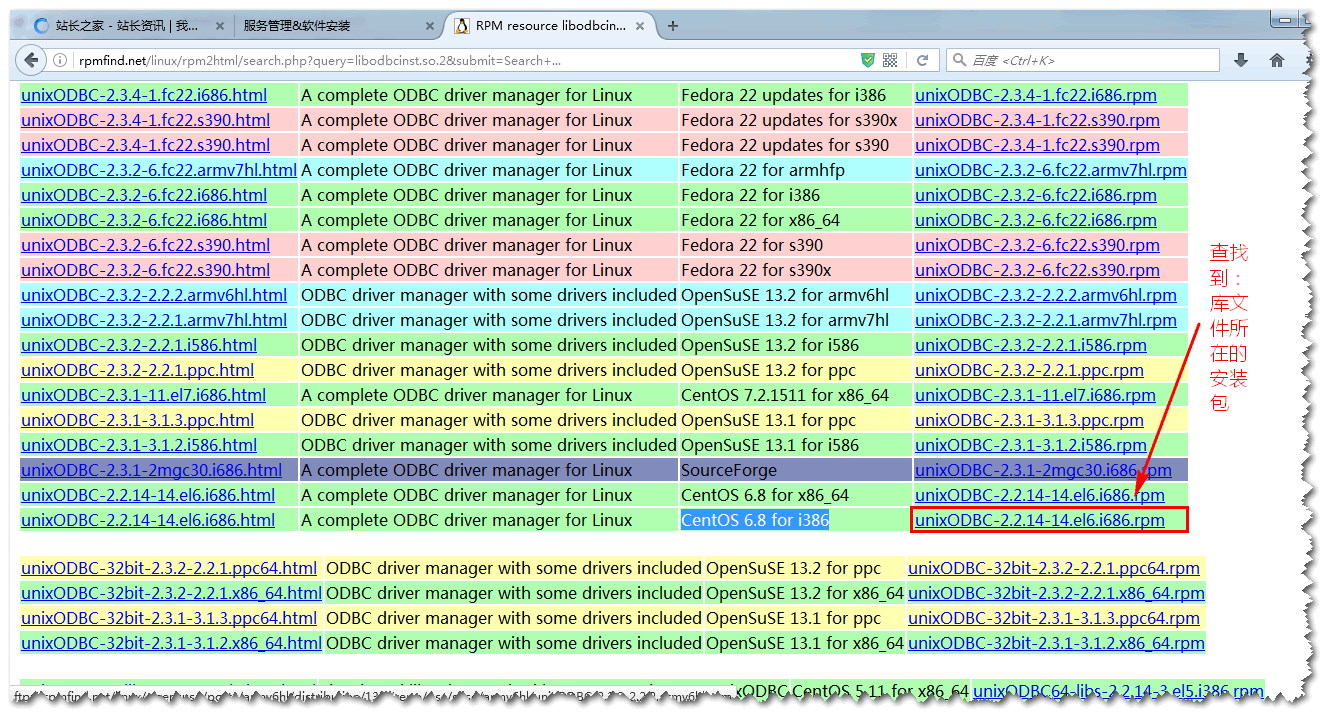 站长之家 - 站长资讯 | 我... ×
服务管理&软件安装 ×
RPM resource libodbcin... × +
rpmfind.net/linux/rpm2html/search.php?query=libodbcinst.so.2&submit=Search+...
百度 <Ctrl+K>
unixODBC-2.3.4-1.fc22.i686.html A complete ODBC driver manager for Linux Fedora 22 updates for i386 unixODBC-2.3.4-1.fc22.i686.rpm
unixODBC-2.3.4-1.fc22.s390.html A complete ODBC driver manager for Linux Fedora 22 updates for s390x unixODBC-2.3.4-1.fc22.s390.rpm
unixODBC-2.3.4-1.fc22.s390.html A complete ODBC driver manager for Linux Fedora 22 updates for s390 unixODBC-2.3.4-1.fc22.s390.rpm
unixODBC-2.3.2-6.fc22.armv7hl.html A complete ODBC driver manager for Linux Fedora 22 for armhfp unixODBC-2.3.2-6.fc22.armv7hl.rpm
unixODBC-2.3.2-6.fc22.i686.html A complete ODBC driver manager for Linux Fedora 22 for i386 unixODBC-2.3.2-6.fc22.i686.rpm
unixODBC-2.3.2-6.fc22.i686.html A complete ODBC driver manager for Linux Fedora 22 for x86_64 unixODBC-2.3.2-6.fc22.i686.rpm
unixODBC-2.3.2-6.fc22.s390.html A complete ODBC driver manager for Linux Fedora 22 for s390 unixODBC-2.3.2-6.fc22.s390.rpm
unixODBC-2.3.2-6.fc22.s390.html A complete ODBC driver manager for Linux Fedora 22 for s390x unixODBC-2.3.2-6.fc22.s390.rpm
unixODBC-2.3.2-2.2.2.armv6hl.html ODBC driver manager with some drivers included OpenSuSE 13.2 for armv6hl unixODBC-2.3.2-2.2.2.armv6hl.rpm
unixODBC-2.3.2-2.2.1.armv7hl.html ODBC driver manager with some drivers included OpenSuSE 13.2 for armv7hl unixODBC-2.3.2-2.2.1.armv7hl.rpm
unixODBC-2.3.2-2.2.1.i586.html ODBC driver manager with some drivers included OpenSuSE 13.2 for i586 unixODBC-2.3.2-2.2.1.i586.rpm
unixODBC-2.3.2-2.2.1.ppc.html ODBC driver manager with some drivers included OpenSuSE 13.2 for ppc unixODBC-2.3.2-2.2.1.ppc.rpm
unixODBC-2.3.1-11.el7.i686.html A complete ODBC driver manager for Linux CentOS 7.2.1511 for x86_64 unixODBC-2.3.1-11.el7.i686.rpm
unixODBC-2.3.1-3.1.3.ppc.html ODBC driver manager with some drivers included OpenSuSE 13.1 for ppc unixODBC-2.3.1-3.1.3.ppc.rpm
unixODBC-2.3.1-3.1.2.i586.html ODBC driver manager with some drivers included OpenSuSE 13.1 for i586 unixODBC-2.3.1-3.1.2.i586.rpm
unixODBC-2.3.1-2mgc30.i686.html A complete ODBC driver manager for Linux SourceForge unixODBC-2.3.1-2mgc30.i686.rpm
unixODBC-2.2.14-14.el6.i686.html A complete ODBC driver manager for Linux CentOS 6.8 for x86_64 unixODBC-2.2.14-14.el6.i686.rpm
unixODBC-2.2.14-14.el6.i686.html A complete ODBC driver manager for Linux CentOS 6.8 for i386 unixODBC-2.2.14-14.el6.i686.rpm
查找
到：
库文
件所
在的
安装
包
unixODBC-32bit-2.3.2-2.2.1.ppc64.html ODBC driver manager with some drivers included OpenSuSE 13.2 for ppc unixODBC-32bit-2.3.2-2.2.1.ppc64.rpm
unixODBC-32bit-2.3.2-2.2.1.x86_64.html ODBC driver manager with some drivers included OpenSuSE 13.2 for x86_64 unixODBC-32bit-2.3.2-2.2.1.x86_64.rpm
unixODBC-32bit-2.3.1-3.1.3.ppc64.html ODBC driver manager with some drivers included OpenSuSE 13.1 for ppc unixODBC-32bit-2.3.1-3.1.3.ppc64.rpm
unixODBC-32bit-2.3.1-3.1.2.x86_64.html ODBC driver manager with some drivers included OpenSuSE 13.1 for x86_64 unixODBC-32bit-2.3.1-3.1.2.x86_64.rpm
CentOS 5.11 for x86_64 unixODBC64-libs-2.2.14-3.el5.i386.rpm